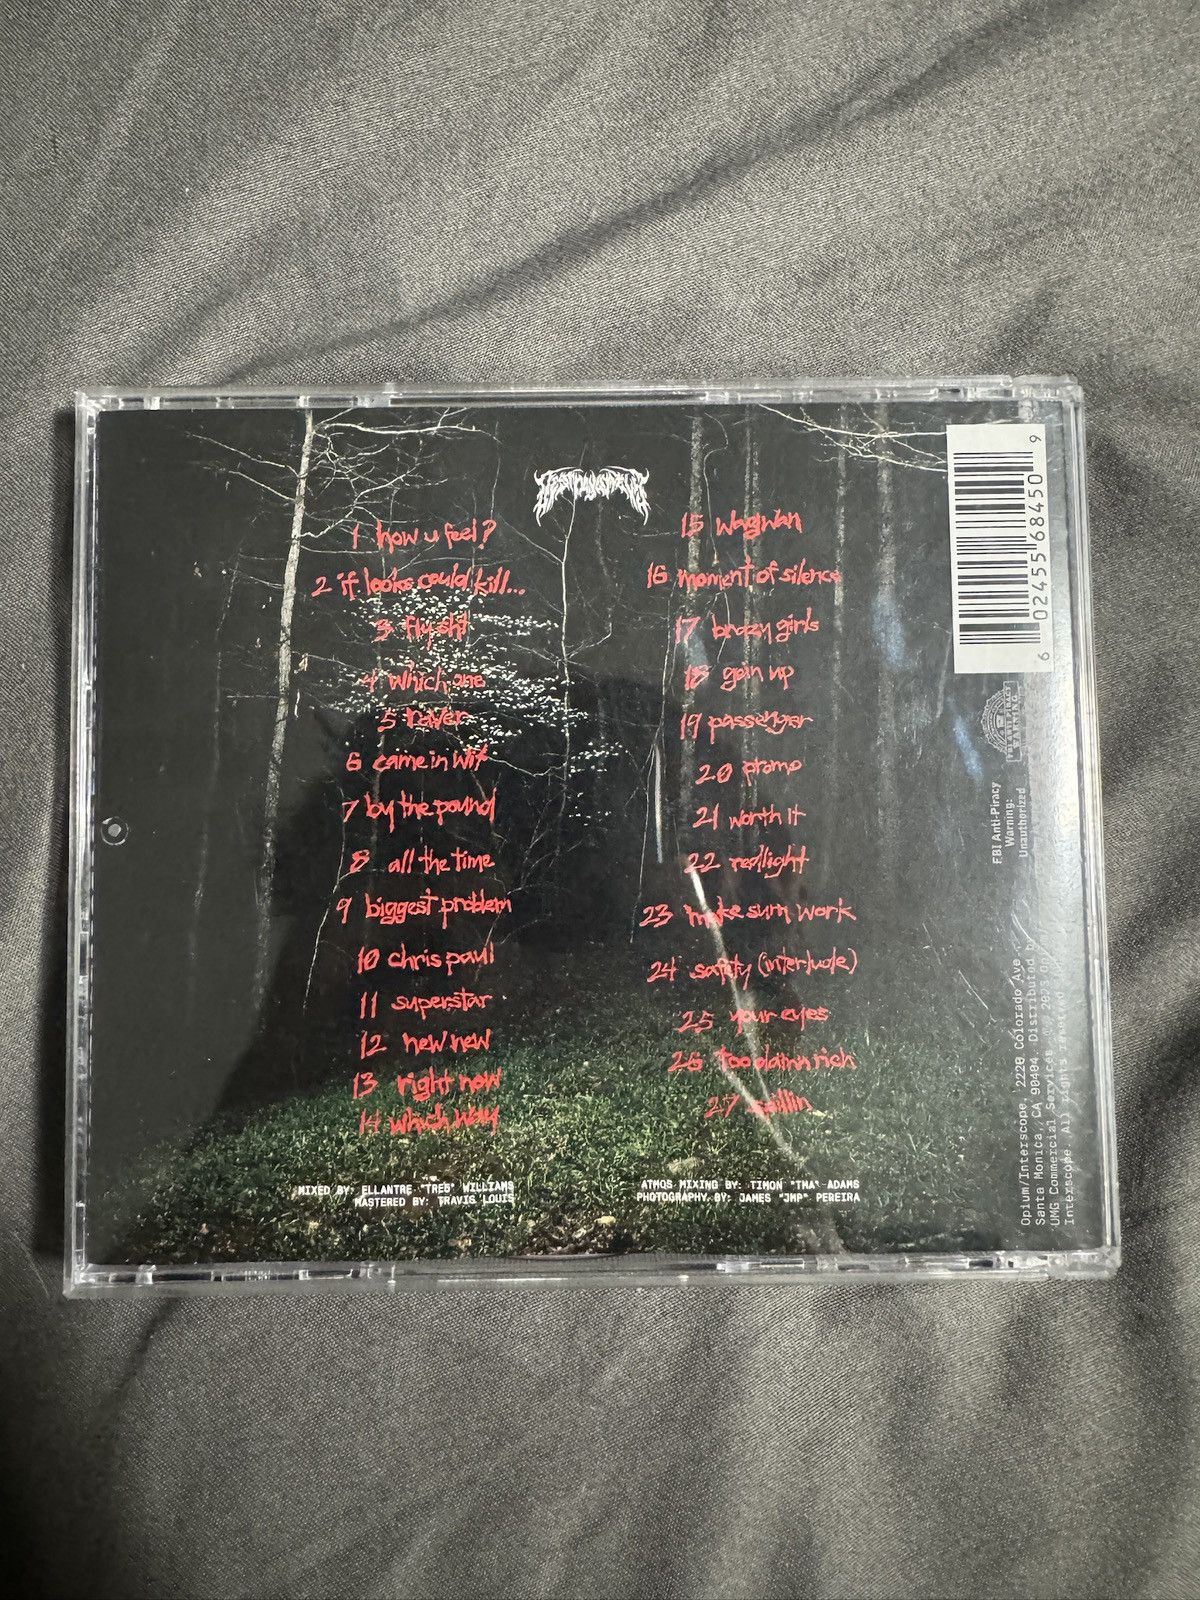 1 how u feel?
2 if looks could kill...
3 fly shit
4 which one
5 never
6 came in wit
7 by the pound
8 all the time
9 biggest problem
10 chris paul
11 superstar
12 new new
13 right now
14 which way
15 wagwan
16 moment of silence
17 brazy girls
18 goin up
19 passenger
20 promo
21 worth it
22 redlight
23 make sum work
24 safety (interlude)
25 your eyes
26 too damn rich
27
MIXED BY: ELLANTRE "TRE6" WILLIAMS
MASTERED BY: TRAVIS LOUIS
ATMOS MIXING BY: TIMON "THA" ADAMS
PHOTOGRAPHY BY: JAMES "JMP" PEREIRA
6 02455 68450 9
FBI Anti-Piracy
Warning:
Unauthorized
Opium/Interscope. 2220 Colorado Ave.
Santa Monica, CA 90404 Distributed by
UMG Commercial Services. 2023
Interscope. All rights reserved